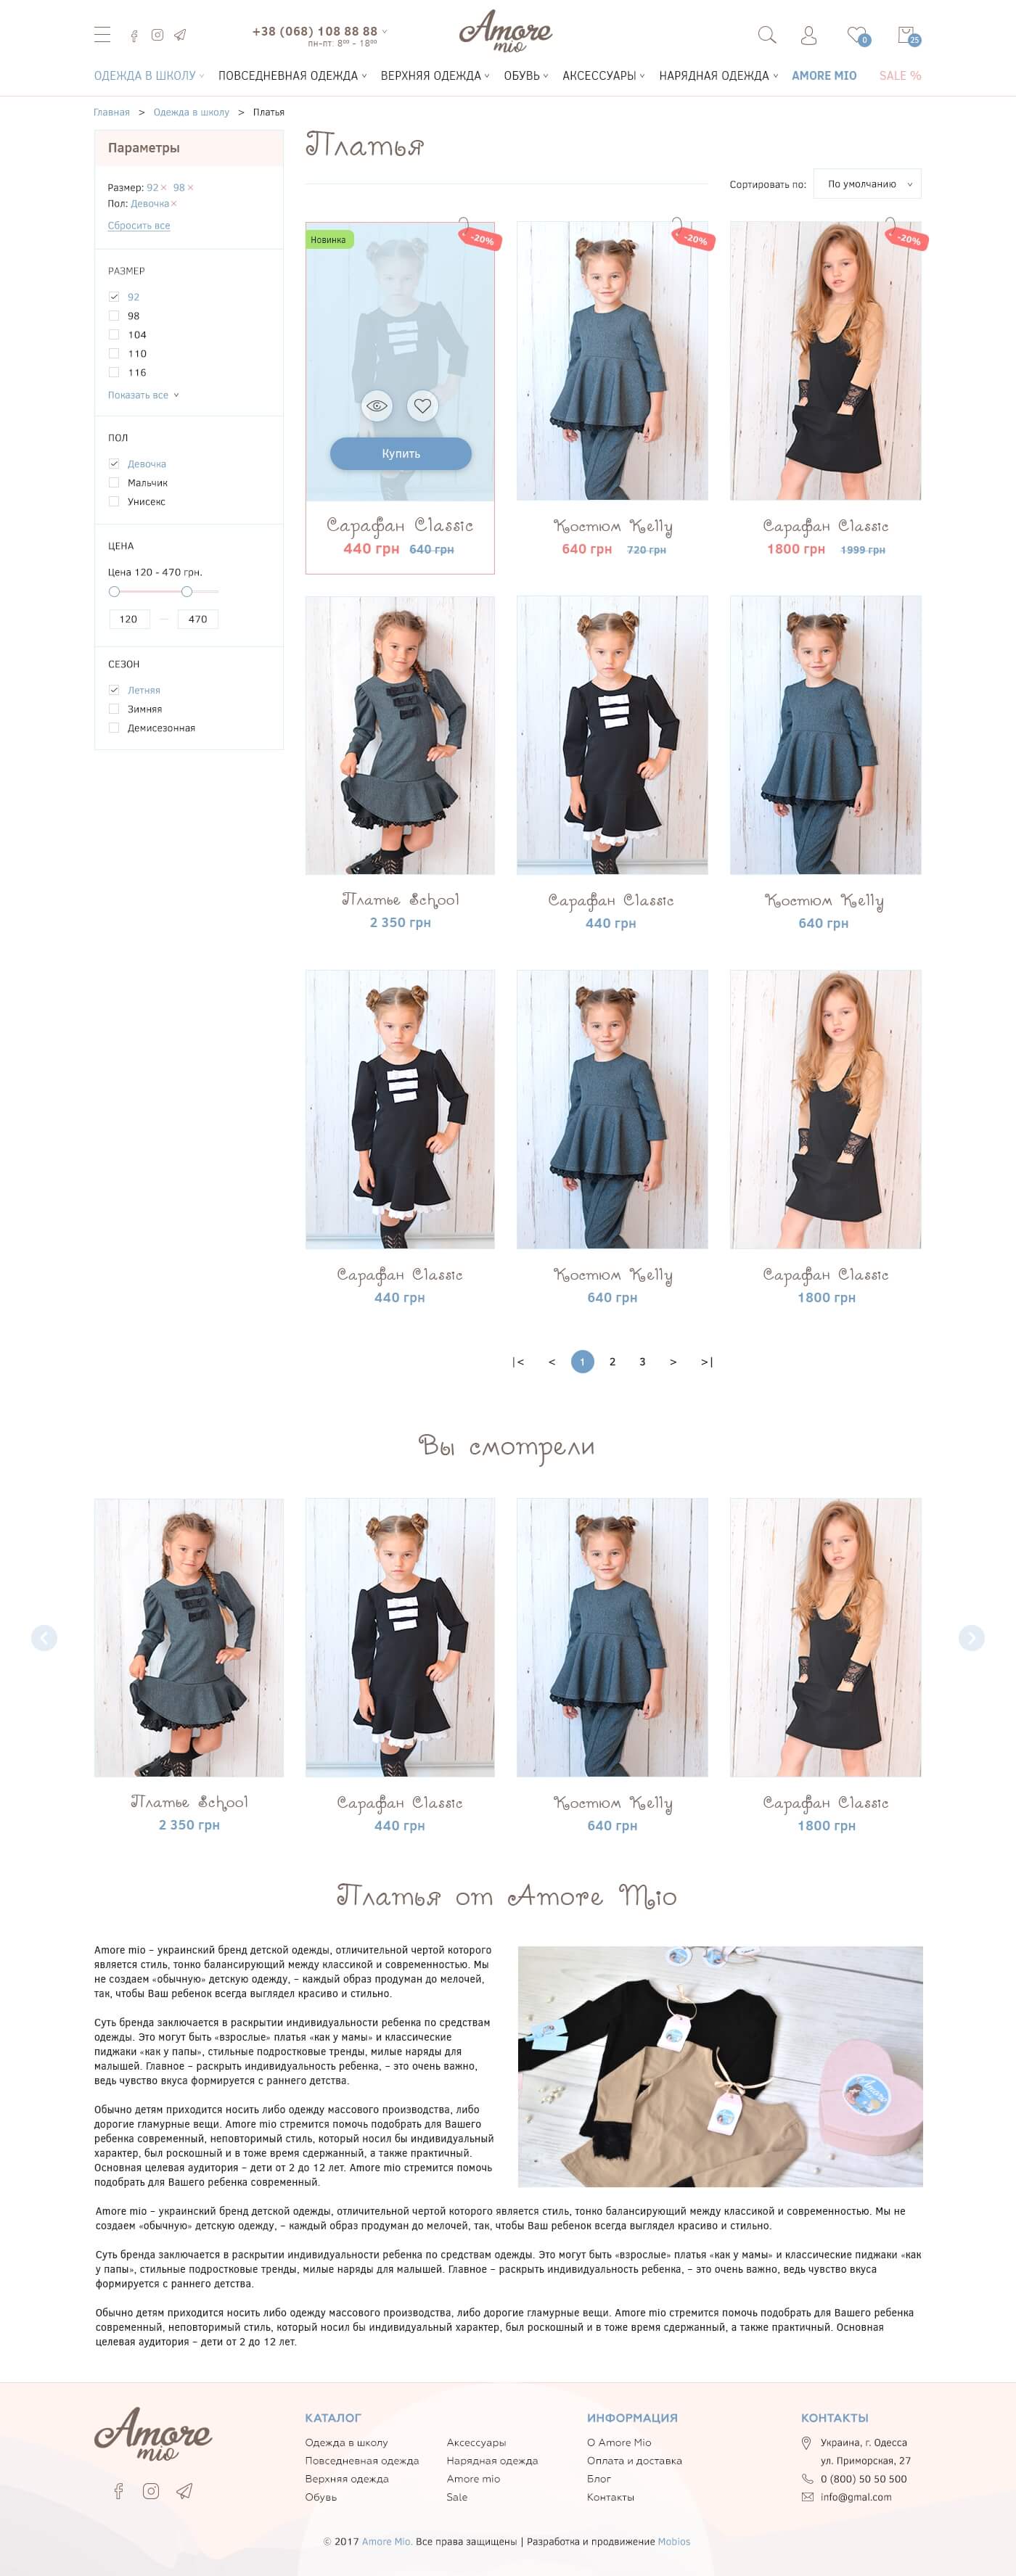 +38 (068) 108 88 88
пн-пт: 8⁰⁰ - 18⁰⁰
Amore
mio
0
25
ОДЕЖДА В ШКОЛУ ПОВСЕДНЕВНАЯ ОДЕЖДА ВЕРХНЯЯ ОДЕЖДА ОБУВЬ АКСЕССУАРЫ НАРЯДНАЯ ОДЕЖДА AMORE MIO SALE %
Главная > Одежда в школу > Платья
Параметры
Размер: 92 × 98 ×
Пол: Девочка ×
Сбросить все
РАЗМЕР
92
98
104
110
116
Показать все
ПОЛ
Девочка
Мальчик
Унисекс
ЦЕНА
Цена 120 - 470 грн.
120 — 470
СЕЗОН
Летняя
Зимняя
Демисезонная
Платья
Сортировать по: По умолчанию
Новинка
-20%
-20%
-20%
Купить
Сарафан Classic
440 грн 640 грн
Костюм Kelly
640 грн 720 грн
Сарафан Classic
1800 грн 1999 грн
Платье School
2 350 грн
Сарафан Classic
440 грн
Костюм Kelly
640 грн
Сарафан Classic
440 грн
Костюм Kelly
640 грн
Сарафан Classic
1800 грн
|< < 1 2 3 > >|
Вы смотрели
Платье School
2 350 грн
Сарафан Classic
440 грн
Костюм Kelly
640 грн
Сарафан Classic
1800 грн
Платья от Amore Mio
Amore mio – украинский бренд детской одежды, отличительной чертой которого
является стиль, тонко балансирующий между классикой и современностью. Мы
не создаем «обычную» детскую одежду, – каждый образ продуман до мелочей,
так, чтобы Ваш ребенок всегда выглядел красиво и стильно.
Суть бренда заключается в раскрытии индивидуальности ребенка по средствам
одежды. Это могут быть «взрослые» платья «как у мамы» и классические
пиджаки «как у папы», стильные подростковые тренды, милые наряды для
малышей. Главное – раскрыть индивидуальность ребенка, – это очень важно,
ведь чувство вкуса формируется с раннего детства.
Обычно детям приходится носить либо одежду массового производства, либо
дорогие гламурные вещи. Amore mio стремится помочь подобрать для Вашего
ребенка современный, неповторимый стиль, который носил бы индивидуальный
характер, был роскошный и в тоже время сдержанный, а также практичный.
Основная целевая аудитория – дети от 2 до 12 лет. Amore mio стремится помочь
подобрать для Вашего ребенка современный.
Amore
mio
Amore mio – украинский бренд детской одежды, отличительной чертой которого является стиль, тонко балансирующий между классикой и современностью. Мы не
создаем «обычную» детскую одежду, – каждый образ продуман до мелочей, так, чтобы Ваш ребенок всегда выглядел красиво и стильно.
Суть бренда заключается в раскрытии индивидуальности ребенка по средствам одежды. Это могут быть «взрослые» платья «как у мамы» и классические пиджаки «как
у папы», стильные подростковые тренды, милые наряды для малышей. Главное – раскрыть индивидуальность ребенка, – это очень важно, ведь чувство вкуса
формируется с раннего детства.
Обычно детям приходится носить либо одежду массового производства, либо дорогие гламурные вещи. Amore mio стремится помочь подобрать для Вашего ребенка
современный, неповторимый стиль, который носил бы индивидуальный характер, был роскошный и в тоже время сдержанный, а также практичный. Основная
целевая аудитория – дети от 2 до 12 лет.
Amore
mio
КАТАЛОГ
Одежда в школу
Повседневная одежда
Верхняя одежда
Обувь
Аксессуары
Нарядная одежда
Amore mio
Sale
ИНФОРМАЦИЯ
О Amore Mio
Оплата и доставка
Блог
Контакты
КОНТАКТЫ
Украина, г. Одесса
ул. Приморская, 27
0 (800) 50 50 500
info@gmal.com
© 2017 Amore Mio. Все права защищены | Разработка и продвижение Mobios